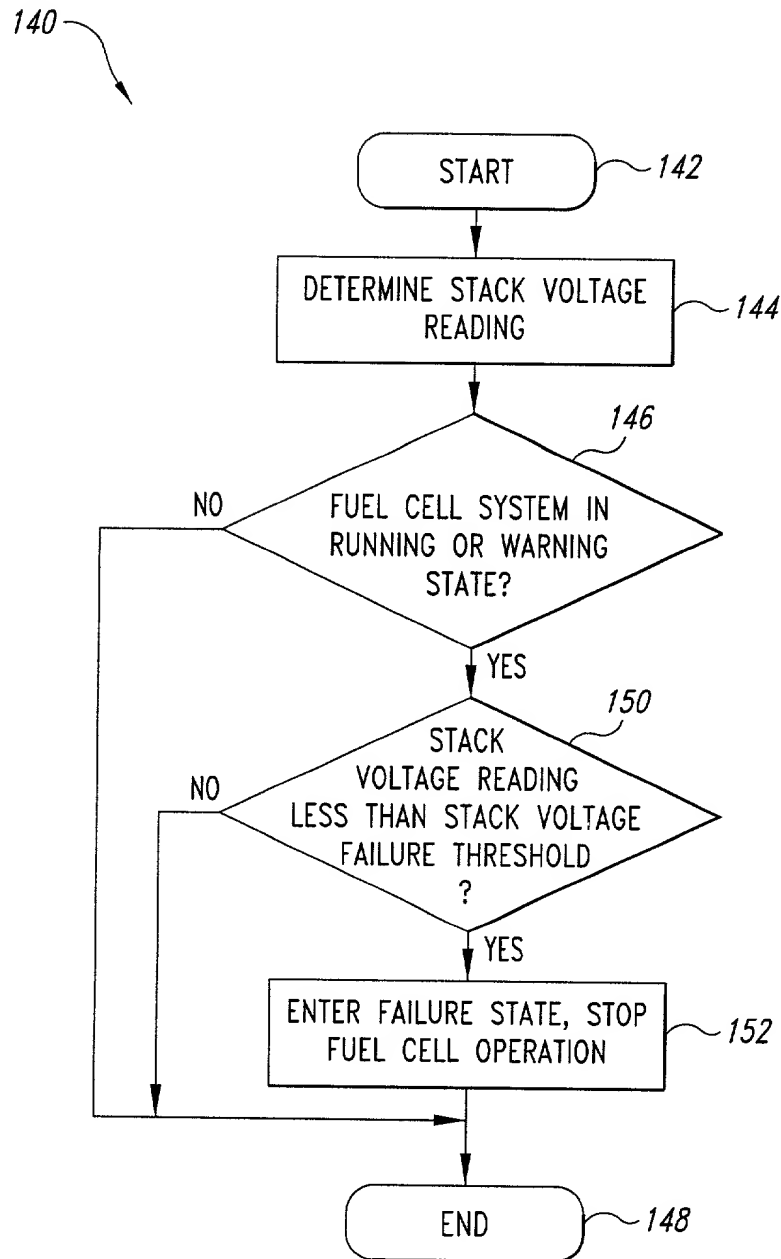 140
START
142
DETERMINE STACK VOLTAGE
READING
144
146
FUEL CELL SYSTEM IN
RUNNING OR WARNING
STATE?
NO
YES
150
STACK
VOLTAGE READING
LESS THAN STACK VOLTAGE
FAILURE THRESHOLD
?
NO
YES
ENTER FAILURE STATE, STOP
FUEL CELL OPERATION
152
END
148